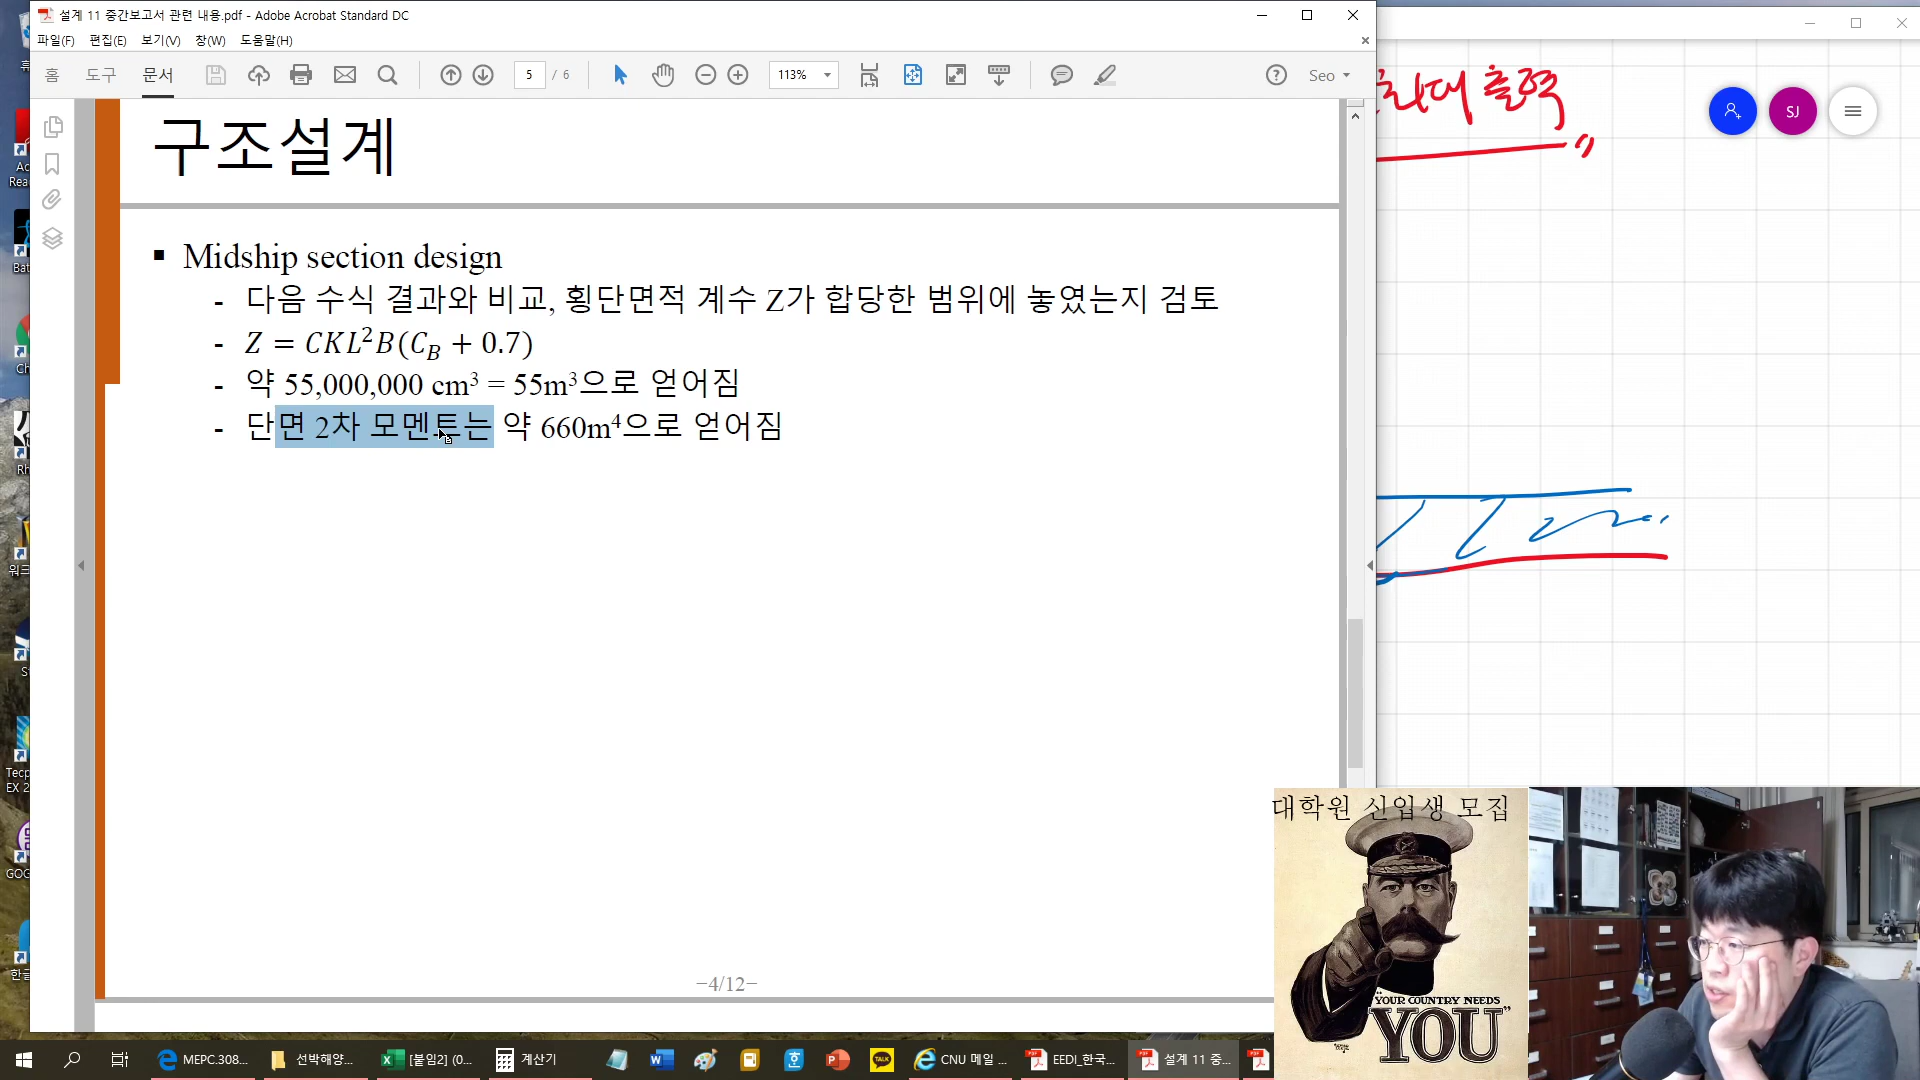 설계 11 중간보고서 관련 내용.pdf - Adobe Acrobat Standard DC
파일(F) 편집(E) 보기(V) 창(W) 도움말(H)
홈 도구 문서 5 / 6 113% Seo
구조설계
Midship section design
- 다음 수식 결과와 비교, 횡단면적 계수 Z가 합당한 범위에 놓였는지 검토
- Z = CKL²B(C_B + 0.7)
- 약 55,000,000 cm³ = 55m³으로 얻어짐
- 단면 2차 모멘트는 약 660m⁴으로 얻어짐
−4/12−
최대 출력
SJ
대학원 신입생 모집
"YOUR COUNTRY NEEDS
YOU"
MEPC.308... 선박해양... [붙임2] (0... 계산기 TALK CNU 메일 ... EEDI_한국... 설계 11 중...